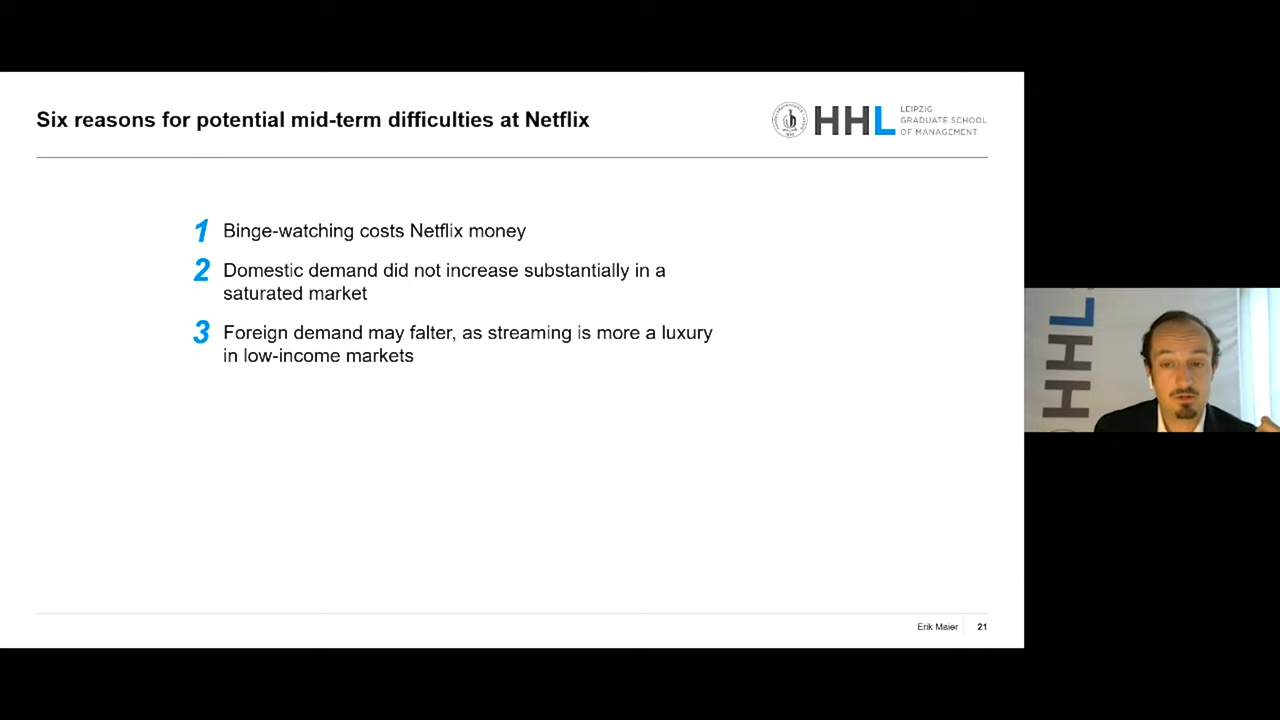 Six reasons for potential mid-term difficulties at Netflix
HHL
LEIPZIG
GRADUATE SCHOOL
OF MANAGEMENT
1 Binge-watching costs Netflix money
2 Domestic demand did not increase substantially in a
saturated market
3 Foreign demand may falter, as streaming is more a luxury
in low-income markets
HHL
Erik Maier 21